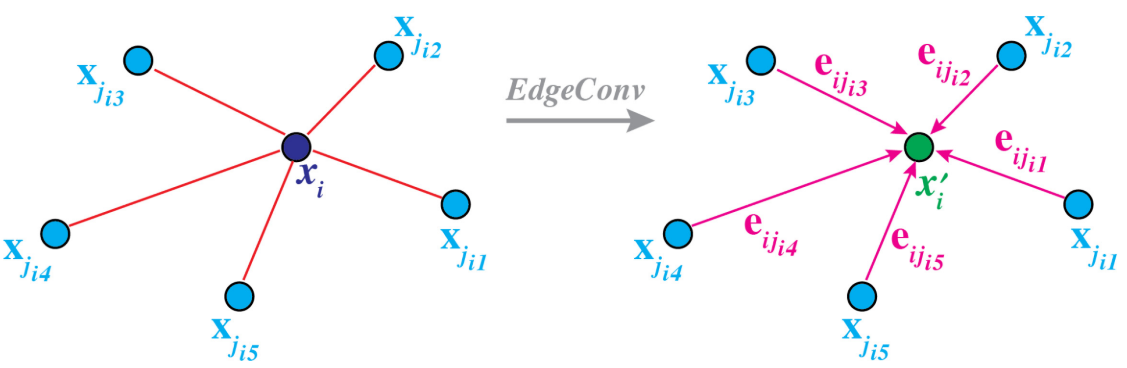 x_{j_{i3}}
x_{j_{i2}}
x_i
x_{j_{i4}}
x_{j_{i1}}
x_{j_{i5}}
EdgeConv
x_{j_{i3}}
e_{ij_{i3}}
e_{ij_{i2}}
x_{j_{i2}}
e_{ij_{i1}}
x'_i
x_{j_{i4}}
e_{ij_{i4}}
e_{ij_{i5}}
x_{j_{i1}}
x_{j_{i5}}